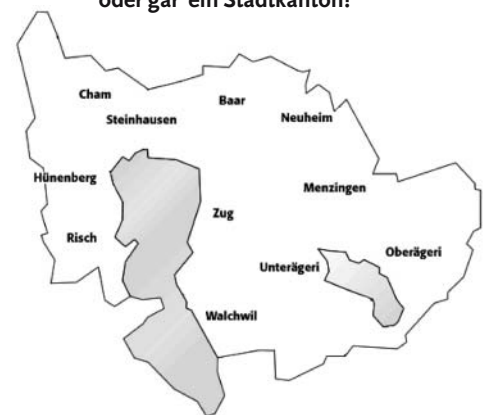 oder gar ein Stadtkanton?
Cham
Steinhausen
Baar
Neuheim
Hünenberg
Menzingen
Risch
Zug
Oberägeri
Unterägeri
Walchwil